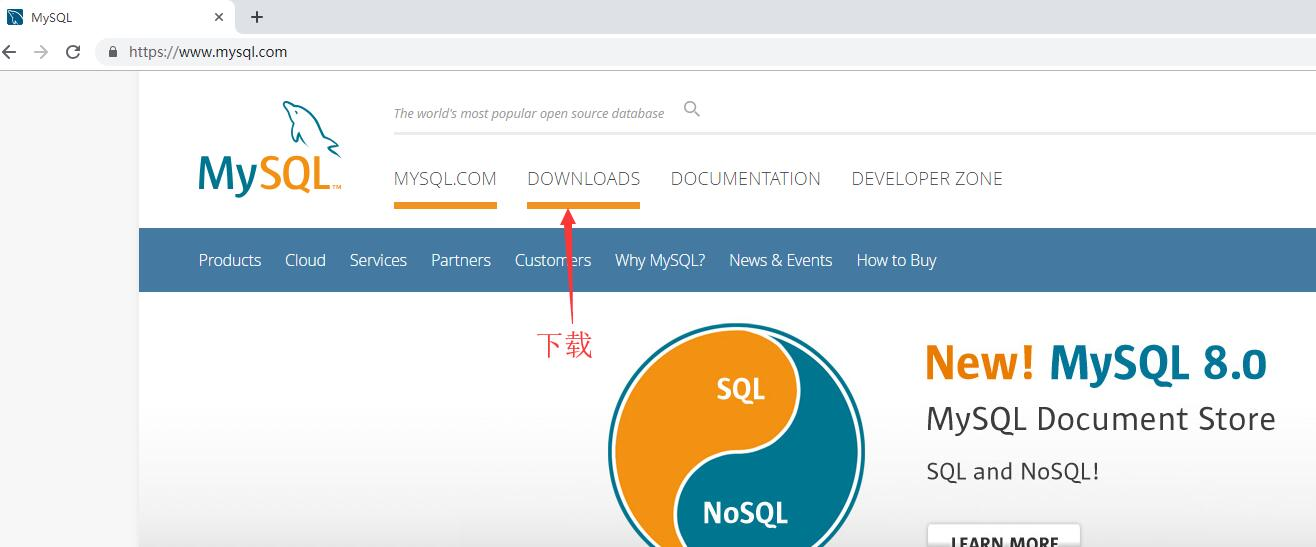 MySQL
https://www.mysql.com
The world's most popular open source database
MySQL™
MYSQL.COM DOWNLOADS DOCUMENTATION DEVELOPER ZONE
Products Cloud Services Partners Customers Why MySQL? News & Events How to Buy
下载
New! MySQL 8.0
SQL
MySQL Document Store
SQL and NoSQL!
NoSQL
LEARN MORE